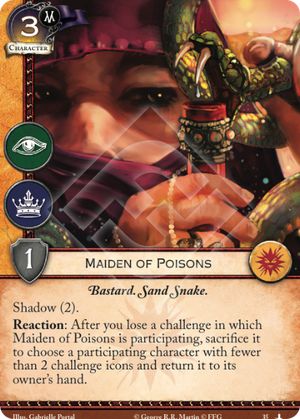 3
CHARACTER
1
MAIDEN OF POISONS
Bastard. Sand Snake.
Shadow (2).
Reaction: After you lose a challenge in which
Maiden of Poisons is participating, sacrifice it
to choose a participating character with fewer
than 2 challenge icons and return it to its
owner's hand.
Illus. Gabrielle Portal © George R.R. Martin © FFG 15